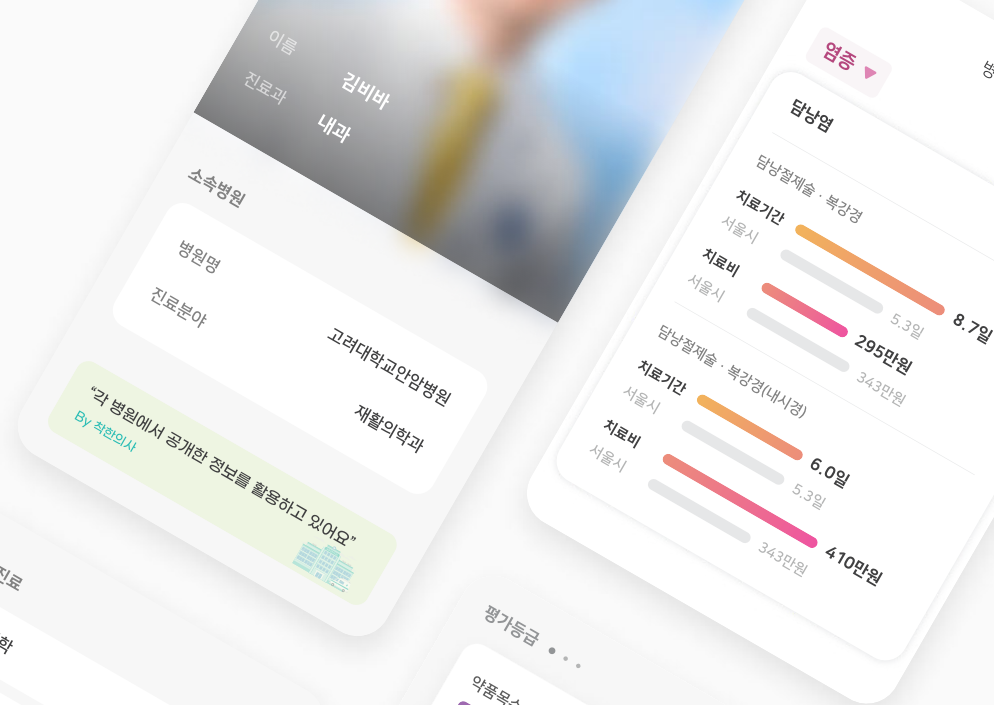 이름
김비바
진료과
내과
소속병원
병원명
고려대학교안암병원
진료분야
재활의학과
“각 병원에서 공개한 정보를 활용하고 있어요”
By 착한의사
염증
담낭염
담낭절제술 · 복강경
치료기간
8.7일
서울시
5.3일
치료비
295만원
서울시
343만원
담낭절제술 · 복강경(내시경)
치료기간
6.0일
서울시
5.3일
치료비
410만원
서울시
343만원
진료
학
평가등급